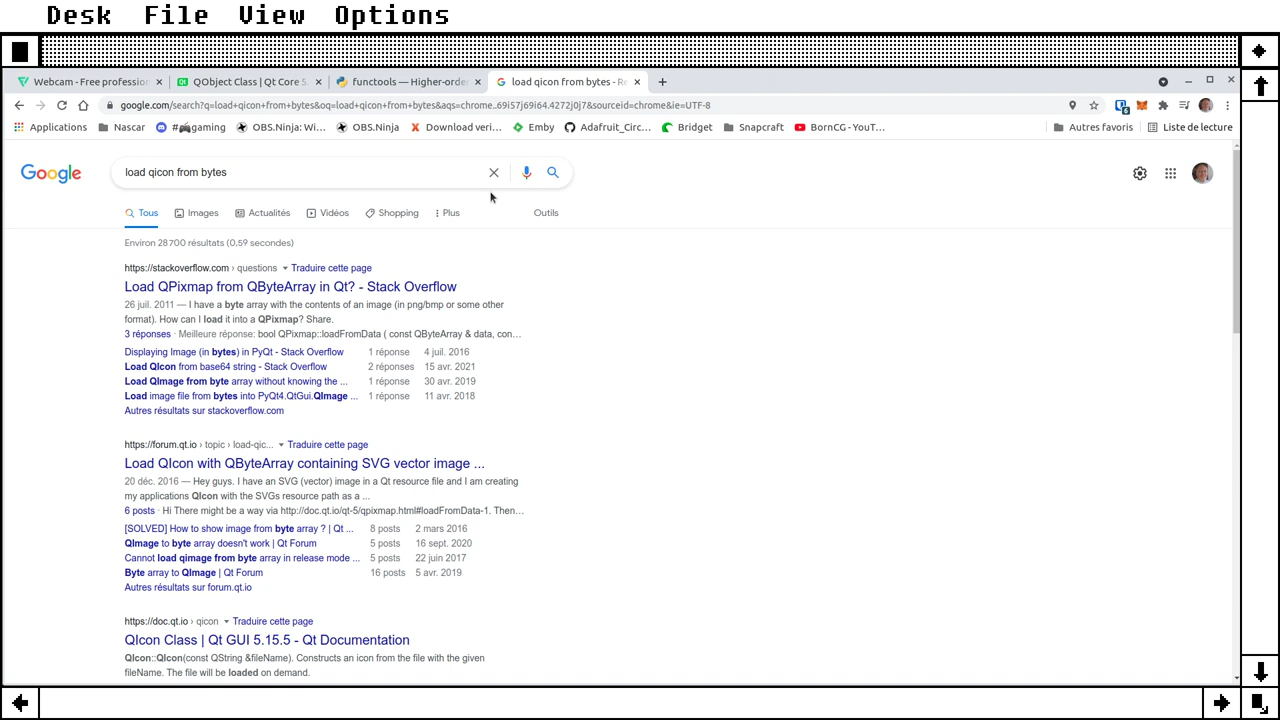 Desk File View Options
Webcam - Free profession
QObject Class | Qt Core 5.
functools — Higher-orde
load qicon from bytes - Re
google.com/search?q=load+qicon+from+bytes&oq=load+qicon+from+bytes&aqs=chrome..69i57j69i64.4272j0j7&sourceid=chrome&ie=UTF-8
Applications Nascar #🎮gaming OBS.Ninja: Wi... OBS.Ninja Download veri... Emby Adafruit_Circ... Bridget Snapcraft BornCG - YouT... Autres favoris Liste de lecture
Google load qicon from bytes
Tous Images Actualités Vidéos Shopping Plus Outils
Environ 28 700 résultats (0,59 secondes)
https://stackoverflow.com › questions Traduire cette page
Load QPixmap from QByteArray in Qt? - Stack Overflow
26 juil. 2011 — I have a byte array with the contents of an image (in png/bmp or some other
format). How can I load it into a QPixmap? Share.
3 réponses · Meilleure réponse: bool QPixmap::loadFromData ( const QByteArray & data, con...
Displaying Image (in bytes) in PyQt - Stack Overflow 1 réponse 4 juil. 2016
Load QIcon from base64 string - Stack Overflow 2 réponses 15 avr. 2021
Load QImage from byte array without knowing the ... 1 réponse 30 avr. 2019
Load image file from bytes into PyQt4.QtGui.QImage ... 1 réponse 11 avr. 2018
Autres résultats sur stackoverflow.com
https://forum.qt.io › topic › load-qic... Traduire cette page
Load QIcon with QByteArray containing SVG vector image ...
20 déc. 2016 — Hey guys. I have an SVG (vector) image in a Qt resource file and I am creating
my applications QIcon with the SVGs resource path as a ...
6 posts · Hi There might be a way via http://doc.qt.io/qt-5/qpixmap.html#loadFromData-1. Then...
[SOLVED] How to show image from byte array ? | Qt ... 8 posts 2 mars 2016
QImage to byte array doesn't work | Qt Forum 5 posts 16 sept. 2020
Cannot load qimage from byte array in release mode ... 5 posts 22 juin 2017
Byte array to QImage | Qt Forum 16 posts 5 avr. 2019
Autres résultats sur forum.qt.io
https://doc.qt.io › qicon Traduire cette page
QIcon Class | Qt GUI 5.15.5 - Qt Documentation
QIcon::QIcon(const QString &fileName). Constructs an icon from the file with the given
fileName. The file will be loaded on demand.